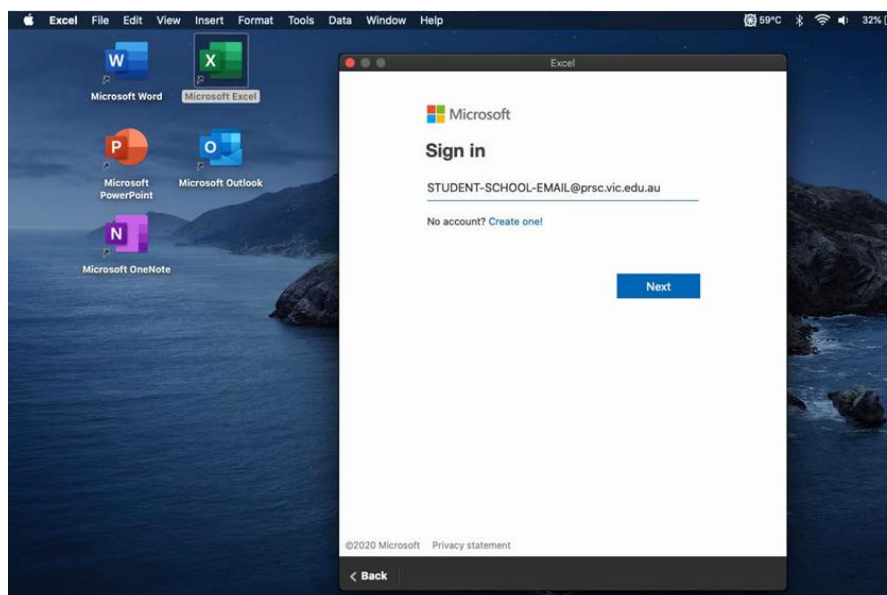 Excel File Edit View Insert Format Tools Data Window Help 59°C 32%
W
X
Microsoft Word Microsoft Excel
P
O
Microsoft PowerPoint
Microsoft Outlook
N
Microsoft OneNote
Excel
Microsoft
Sign in
STUDENT-SCHOOL-EMAIL@prsc.vic.edu.au
No account? Create one!
Next
©2020 Microsoft Privacy statement
< Back